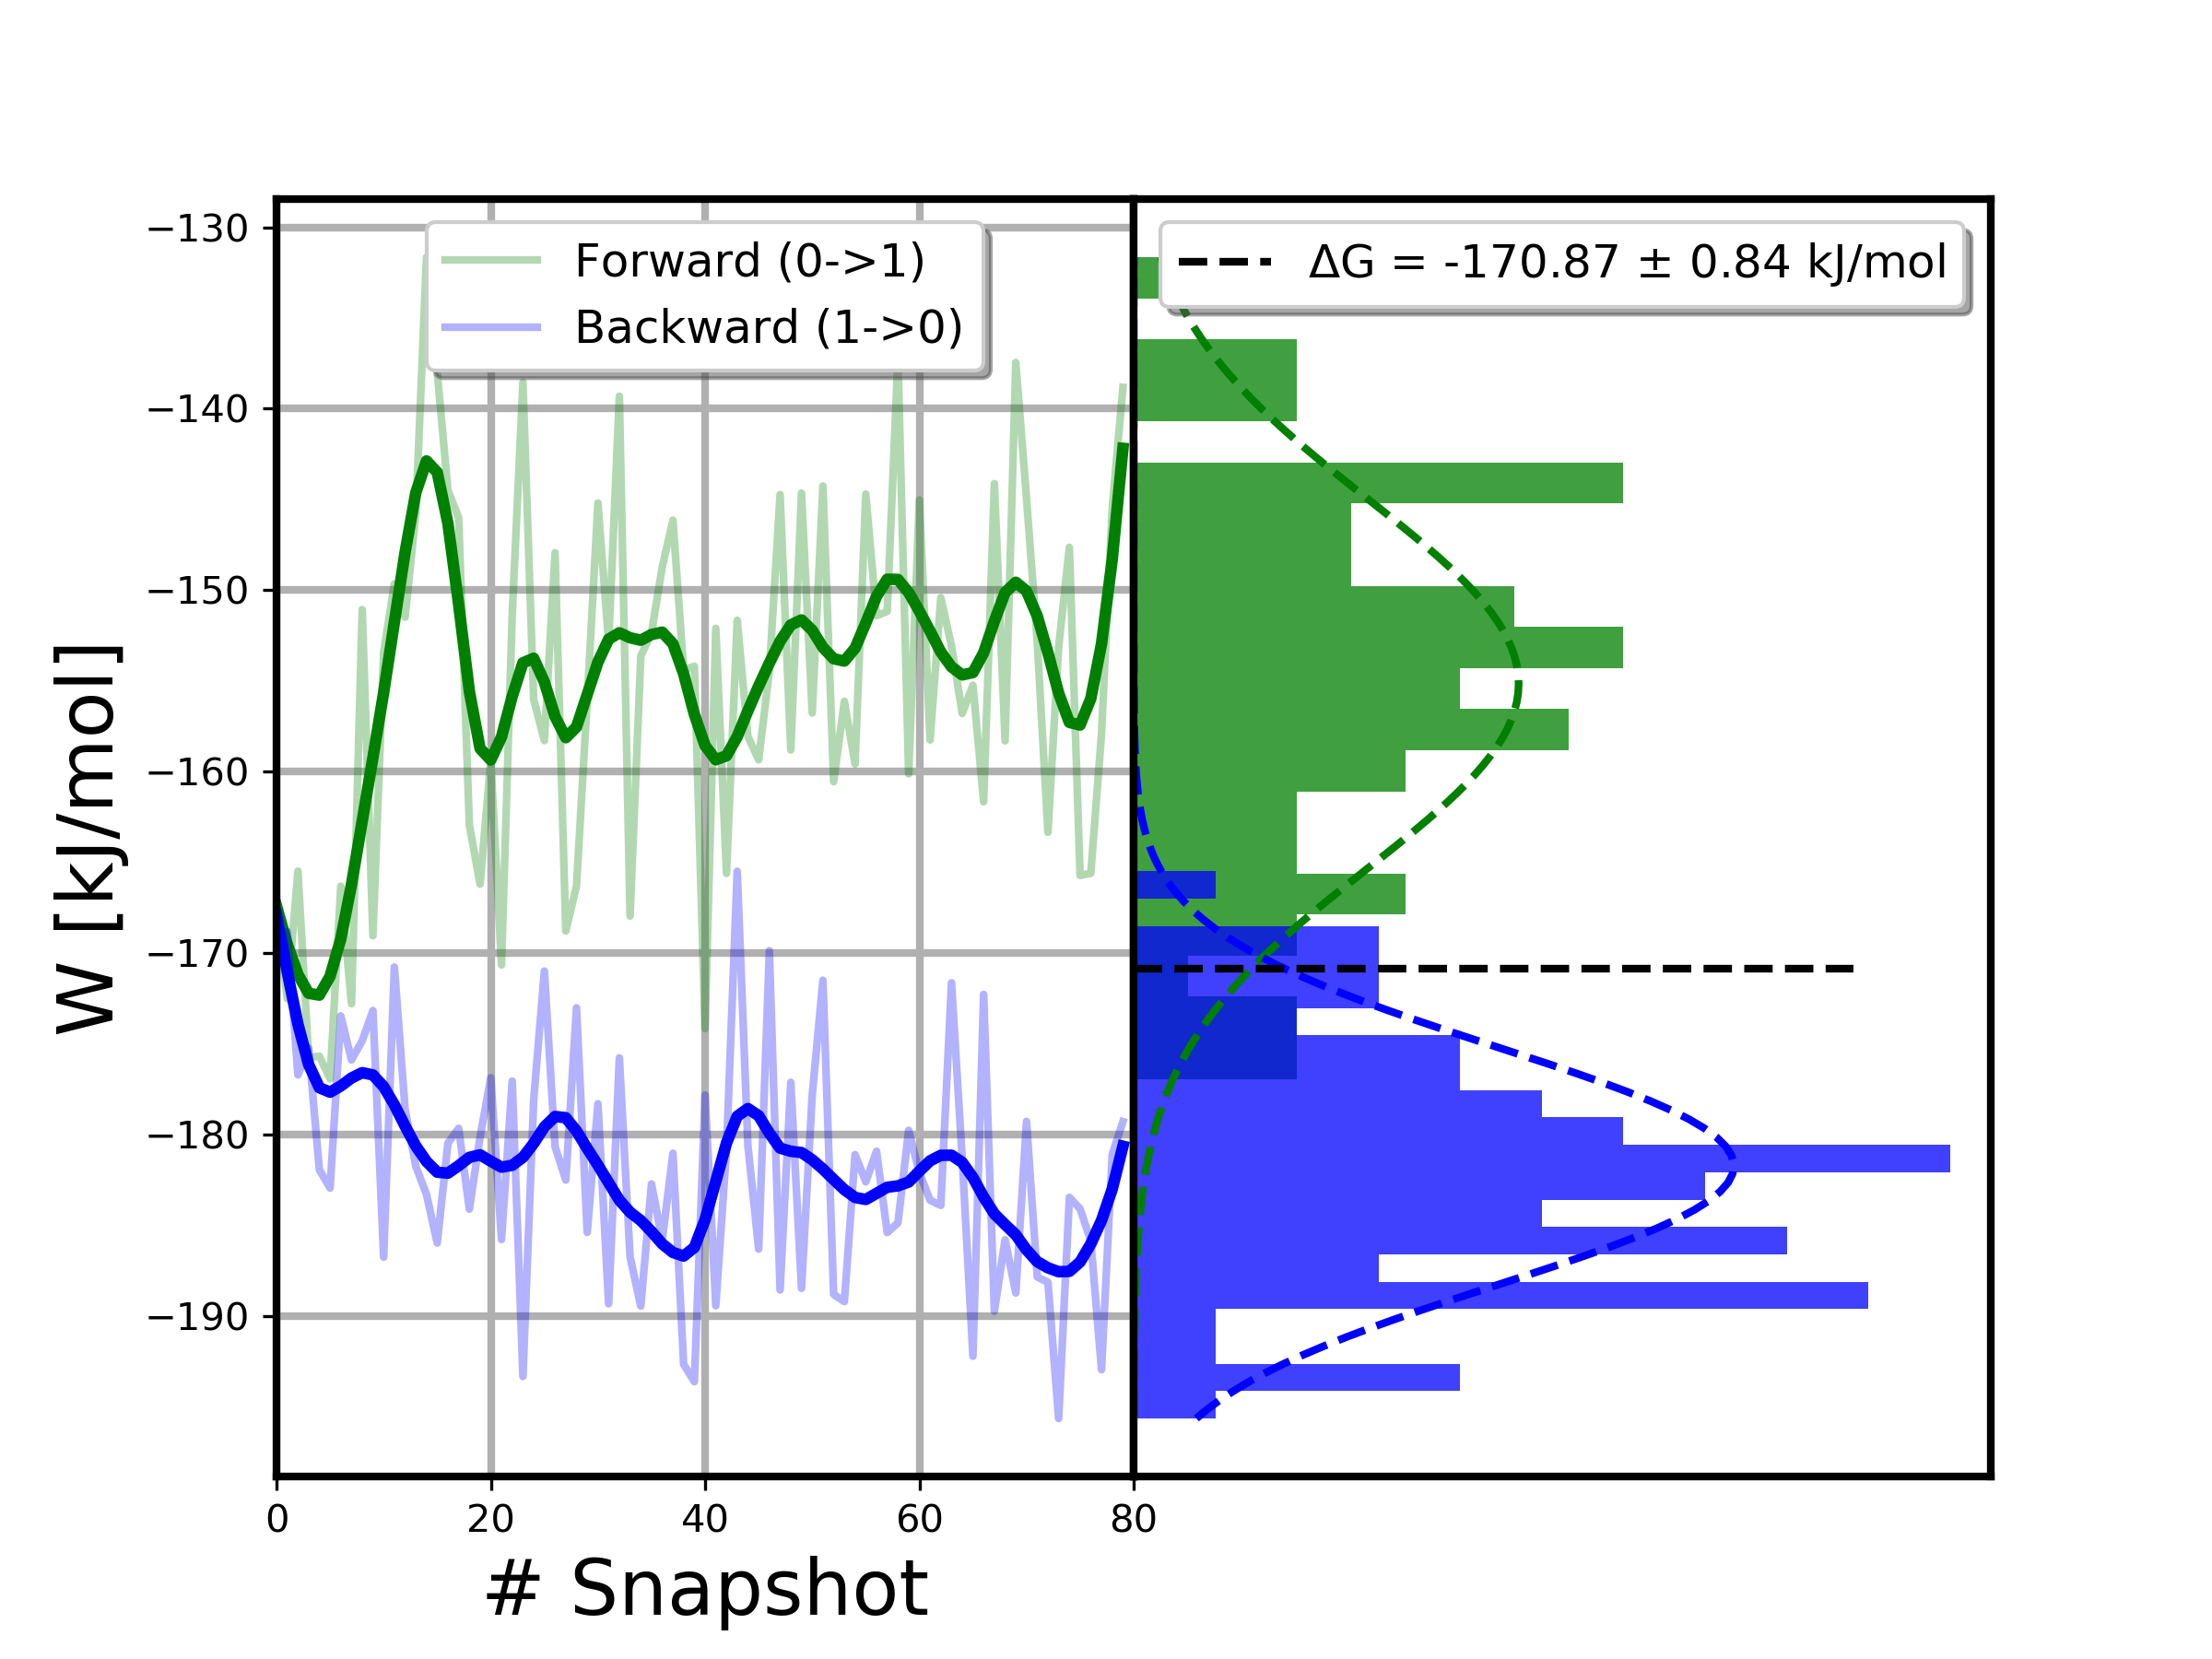 Forward (0->1)
Backward (1->0)
ΔG = -170.87 ± 0.84 kJ/mol
W [kJ/mol]
−130
−140
−150
−160
−170
−180
−190
0 20 40 60 80
# Snapshot